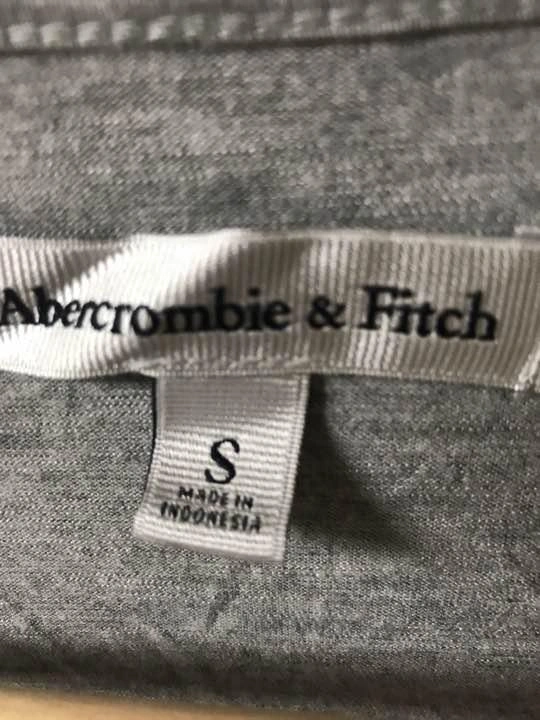 Abercrombie & Fitch
S
MADE IN
INDONESIA